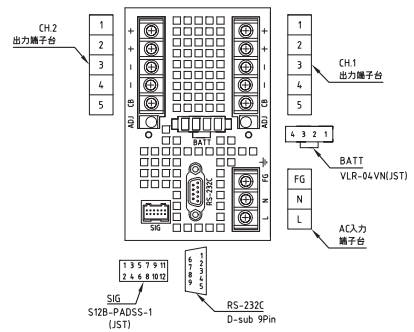 CH.2
出力端子台
1
2
3
4
5
+
+
−
−
CB
ADJ
+
+
−
−
CB
ADJ
1
2
3
4
5
CH.1
出力端子台
BATT
4 3 2 1
BATT
VLR-04VN(JST)
RS-232C
SIG
FG
N
L
FG
N
L
AC入力
端子台
1 3 5 7 9 11
2 4 6 8 10 12
SIG
S12B-PADSS-1
(JST)
6
7
8
9
1
2
3
4
5
RS-232C
D-sub 9Pin